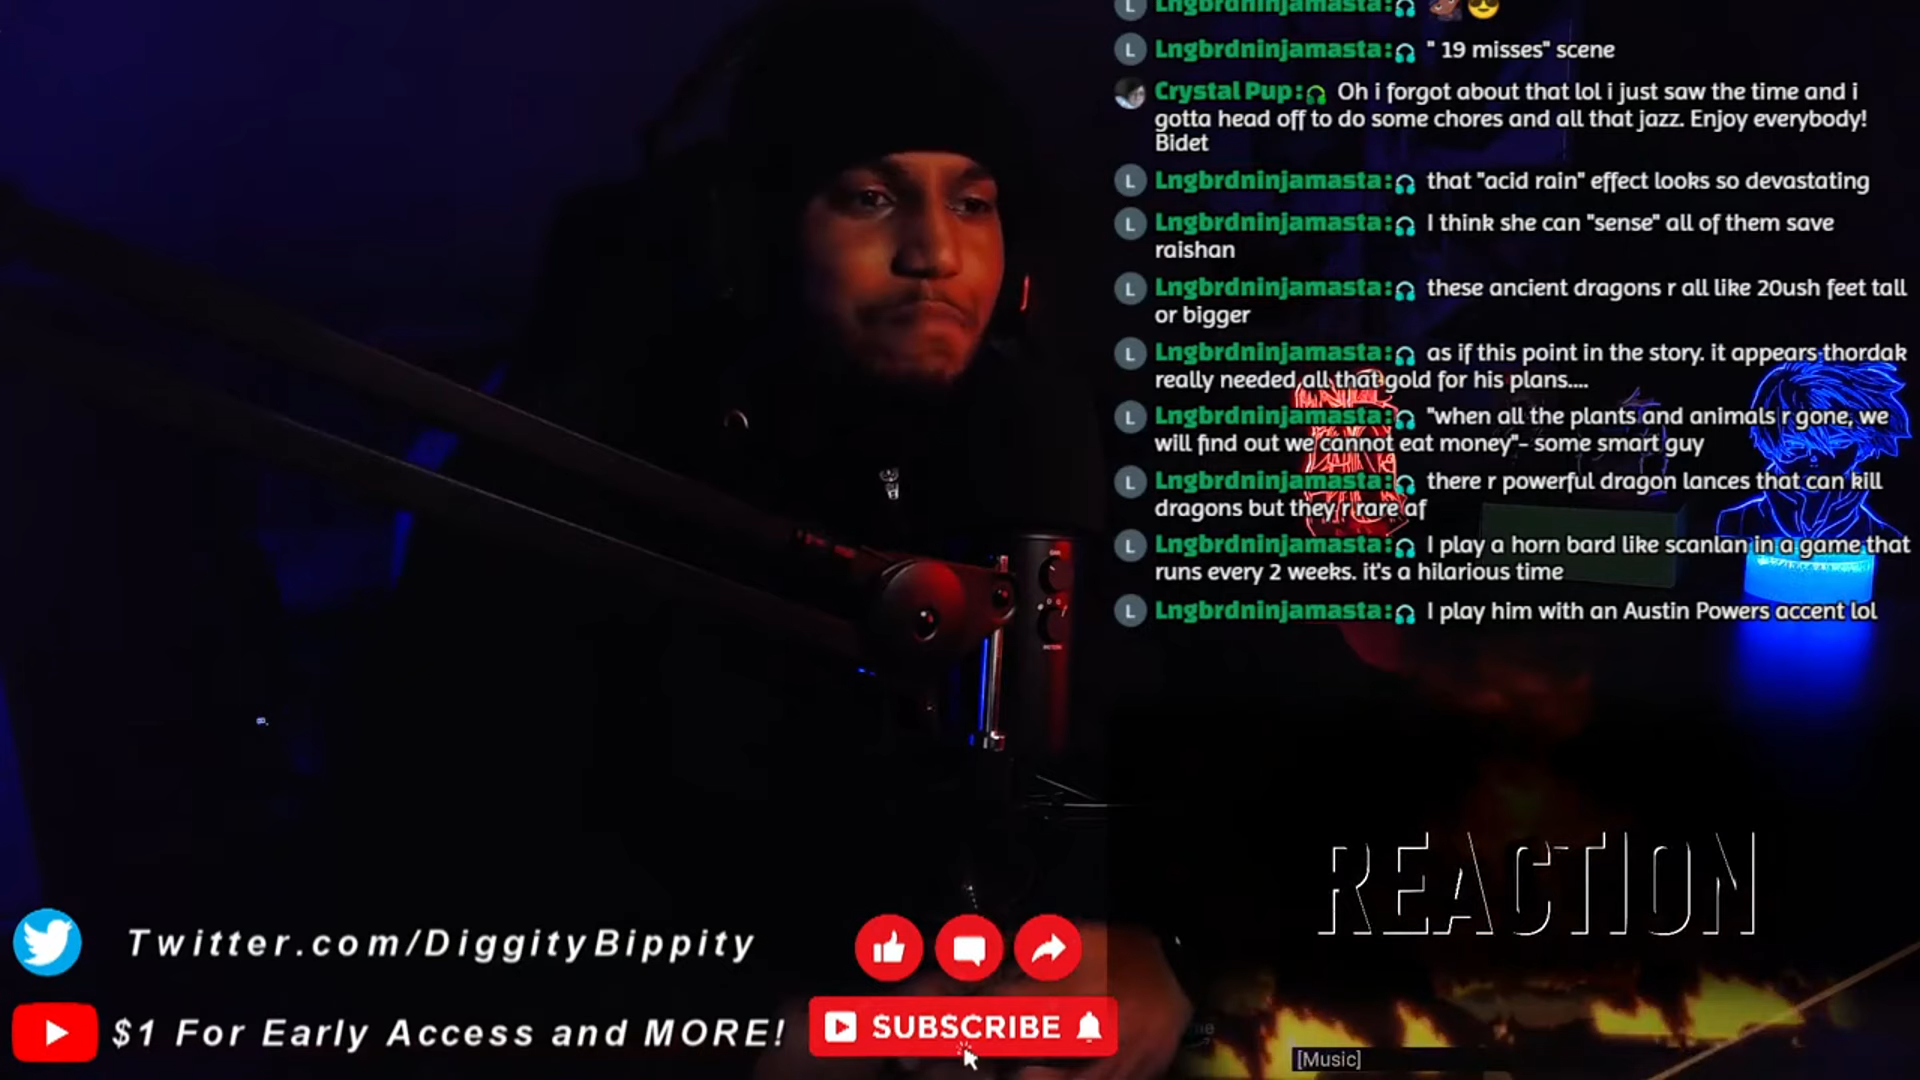 Lngbrdninjamasta:
L Lngbrdninjamasta: " 19 misses" scene
Crystal Pup: Oh i forgot about that lol i just saw the time and i
gotta head off to do some chores and all that jazz. Enjoy everybody!
Bidet
L Lngbrdninjamasta: that "acid rain" effect looks so devastating
L Lngbrdninjamasta: I think she can "sense" all of them save
raishan
L Lngbrdninjamasta: these ancient dragons r all like 20ush feet tall
or bigger
L Lngbrdninjamasta: as if this point in the story. it appears thordak
really needed all that gold for his plans....
L Lngbrdninjamasta: "when all the plants and animals r gone, we
will find out we cannot eat money"- some smart guy
L Lngbrdninjamasta: there r powerful dragon lances that can kill
dragons but they r rare af
L Lngbrdninjamasta: I play a horn bard like scanlan in a game that
runs every 2 weeks. it's a hilarious time
L Lngbrdninjamasta: I play him with an Austin Powers accent lol
REACTION
Twitter.com/DiggityBippity
$1 For Early Access and MORE!
SUBSCRIBE
[Music]